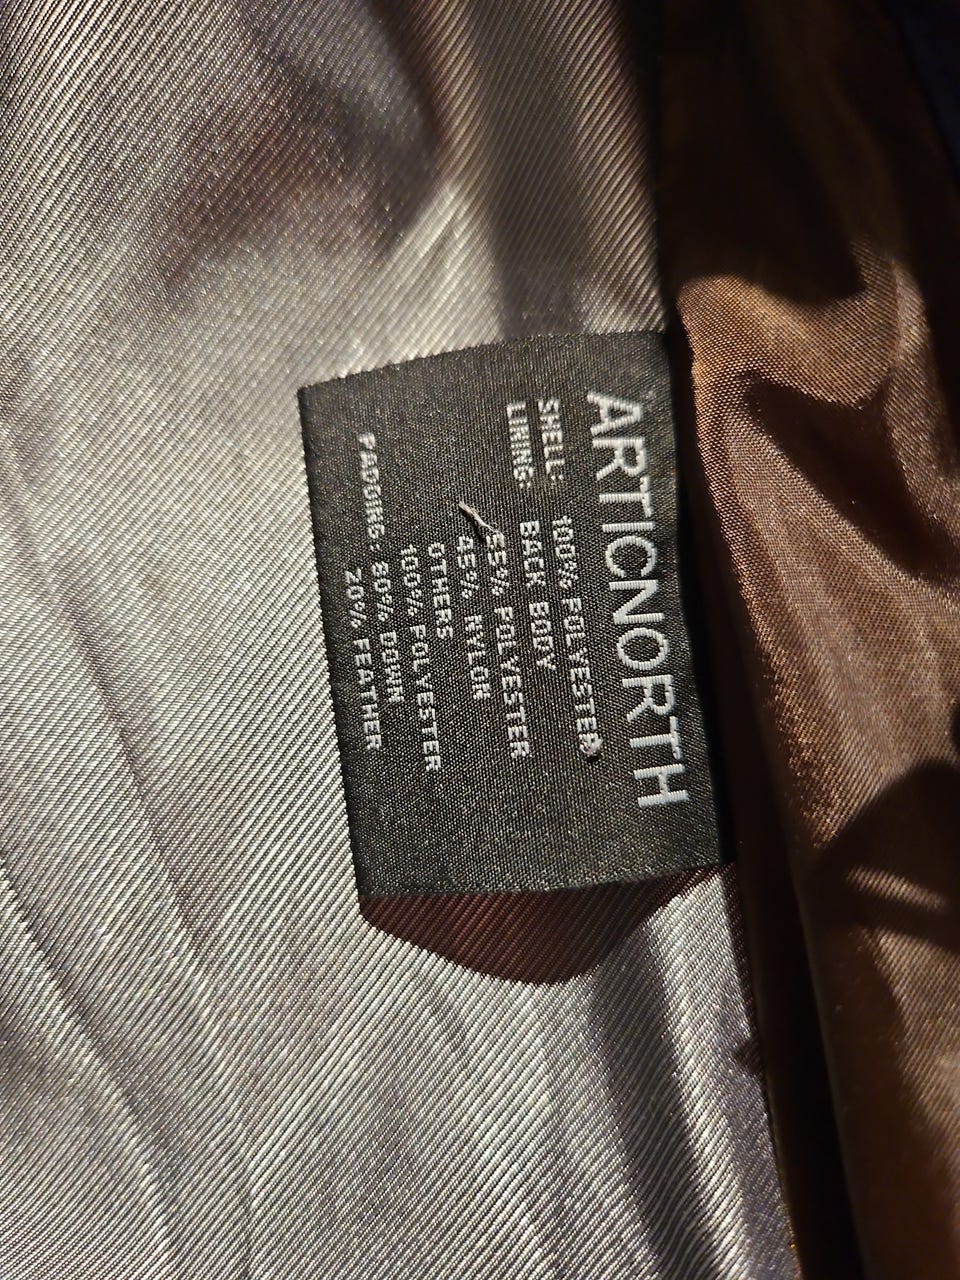 ARTICNORTH
SHELL: 100% POLYESTER
LINING: BACK BODY
55% POLYESTER
45% NYLON
OTHERS
100% POLYESTER
PADDING: 80% DOWN
20% FEATHER